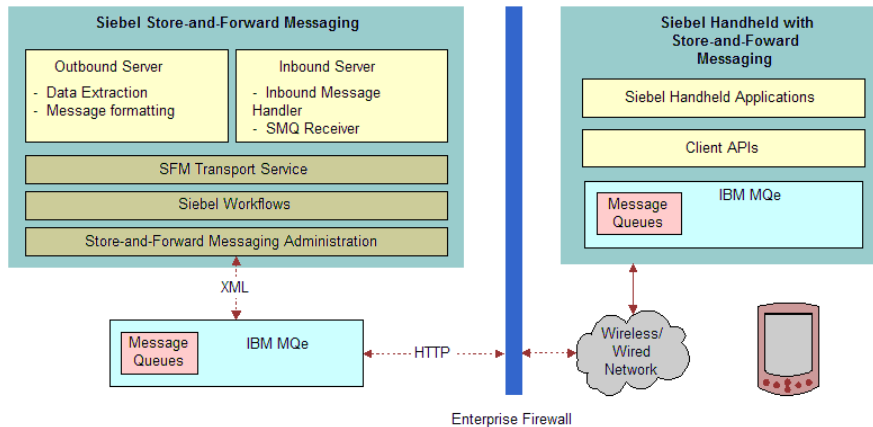 Siebel Store-and-Forward Messaging
Outbound Server
- Data Extraction
- Message formatting
Inbound Server
- Inbound Message
Handler
- SMQ Receiver
SFM Transport Service
Siebel Workflows
Store-and-Forward Messaging Administration
XML
Message
Queues
IBM MQe
HTTP
Enterprise Firewall
Siebel Handheld with
Store-and-Foward
Messaging
Siebel Handheld Applications
Client APIs
IBM MQe
Message
Queues
Wireless/
Wired
Network